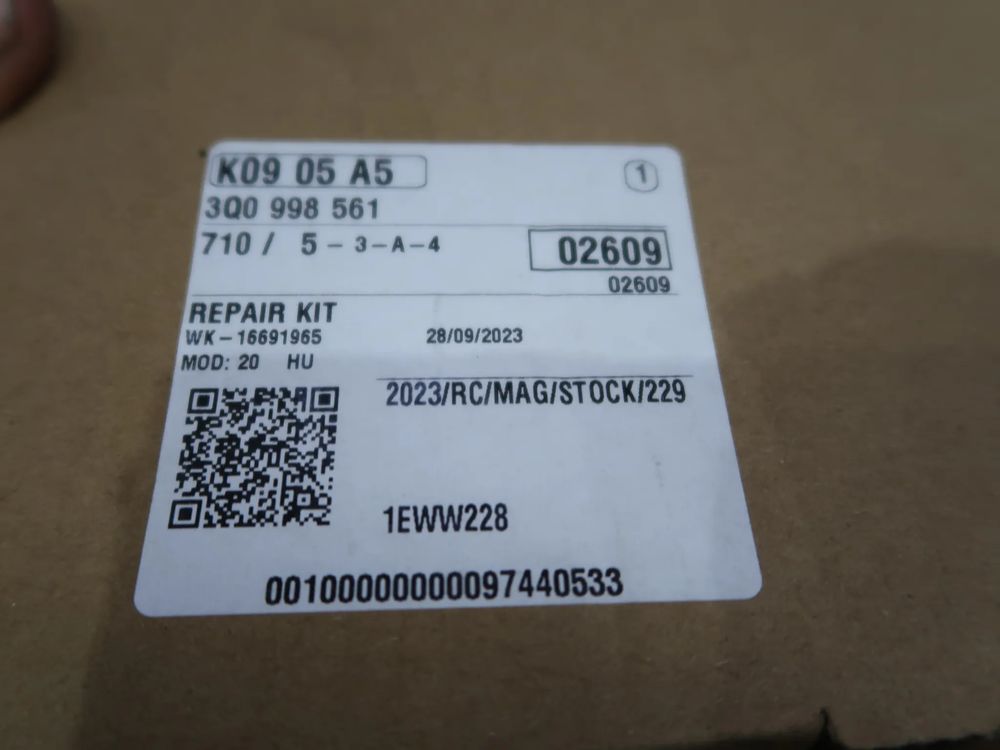 K09 05 A5
1
3Q0 998 561
710 / 5 - 3-A-4
02609
02609
REPAIR KIT
WK-16691965
28/09/2023
MOD: 20 HU
2023/RC/MAG/STOCK/229
1EWW228
00100000000097440533